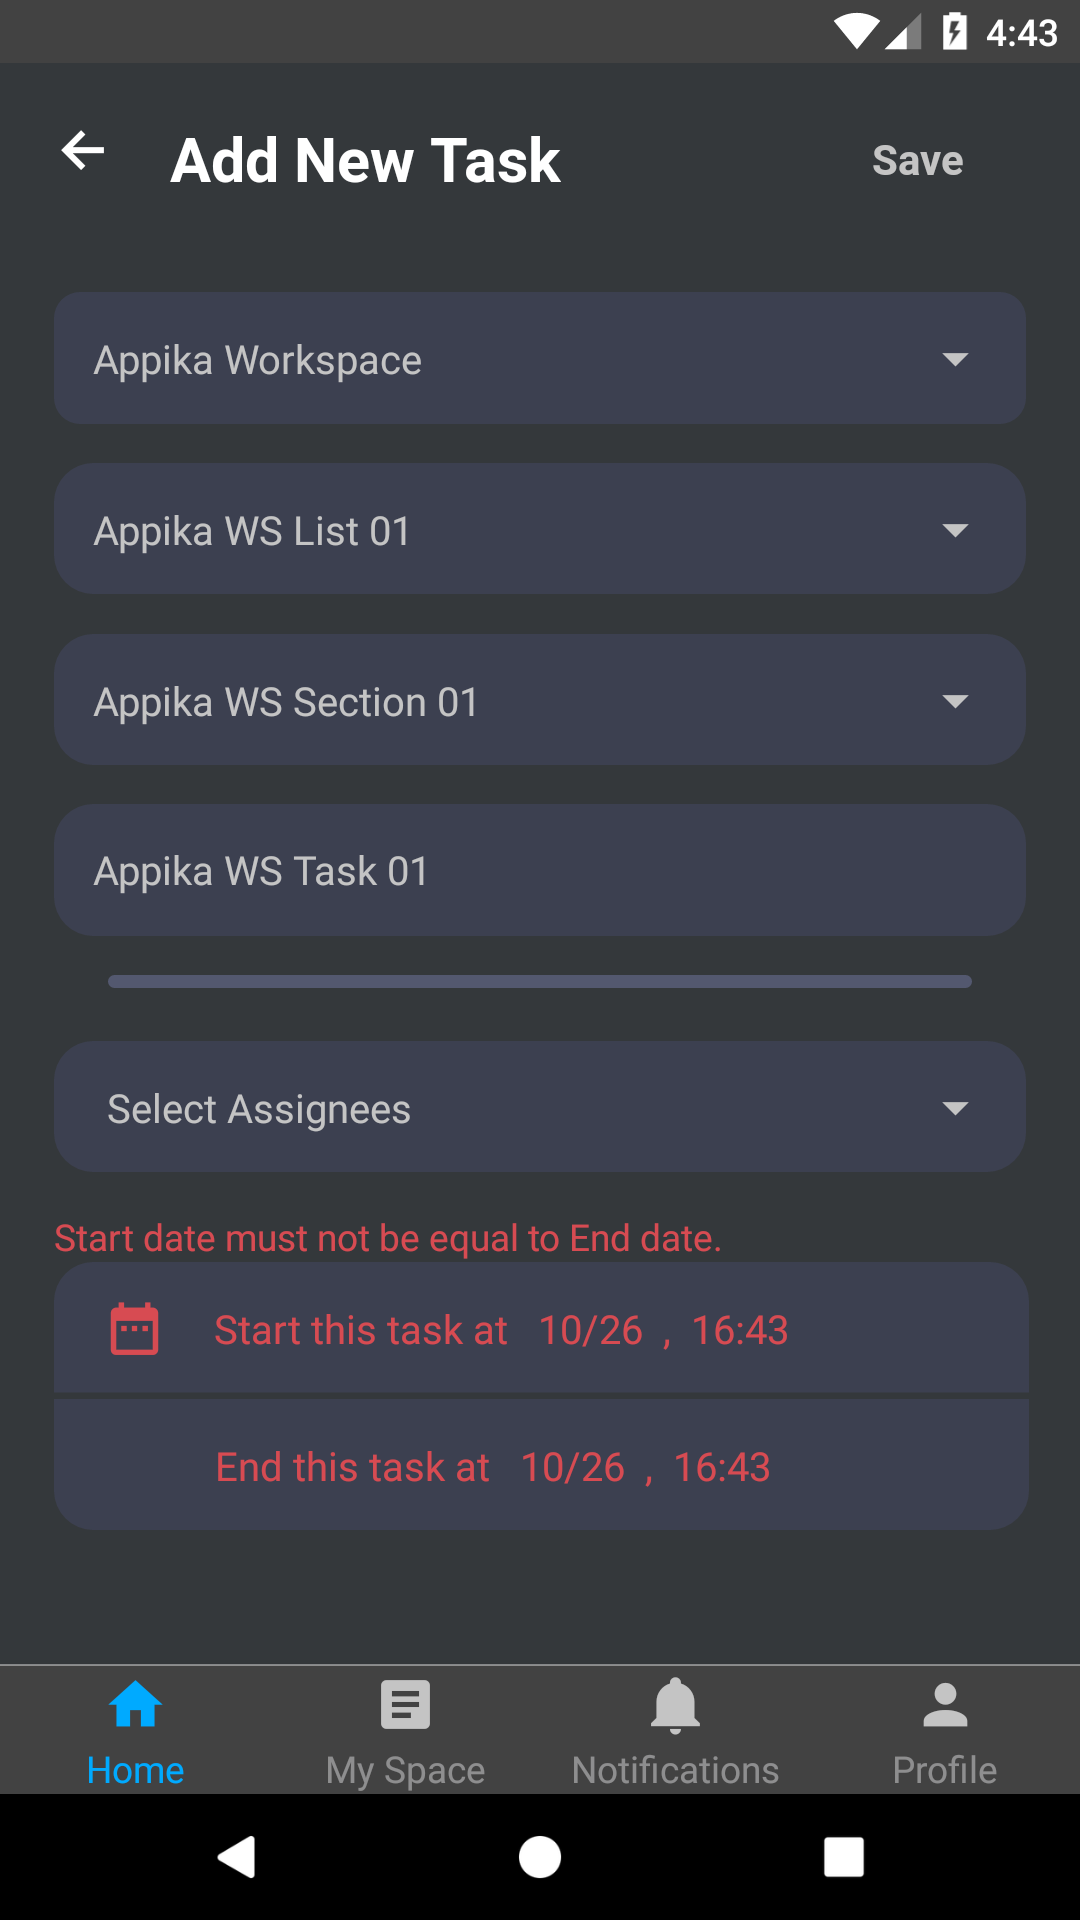 4:43
Add New Task
Save
Appika Workspace
Appika WS List 01
Appika WS Section 01
Appika WS Task 01
Select Assignees
Start date must not be equal to End date.
Start this task at 10/26 , 16:43
End this task at 10/26 , 16:43
Home My Space Notifications Profile